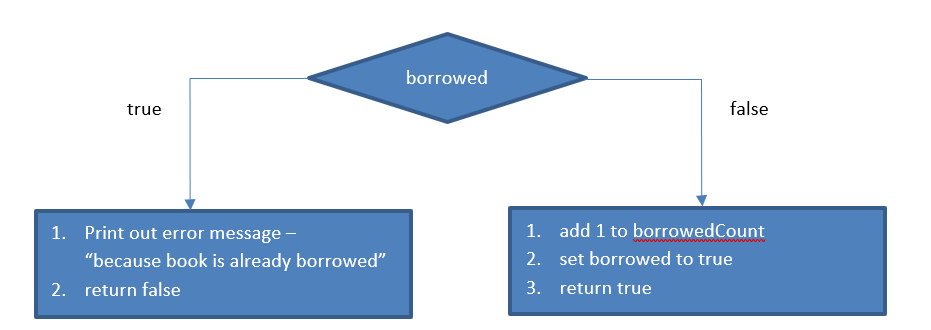 borrowed
true
false
1. Print out error message –
“because book is already borrowed”
2. return false
1. add 1 to borrowedCount
2. set borrowed to true
3. return true